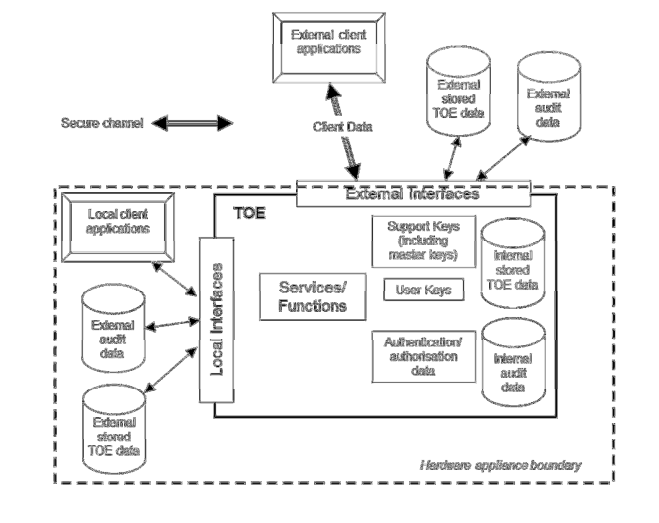 External client
applications
External
stored
TOE data
External
audit
data
Secure channel
Client Data
External Interfaces
TOE
Local client
applications
Support Keys
(including
master keys)
Internal
stored
TOE data
Local Interfaces
Services/
Functions
User Keys
External
audit
data
Authentication/
authorisation
data
Internal
audit
data
External
stored
TOE data
Hardware appliance boundary